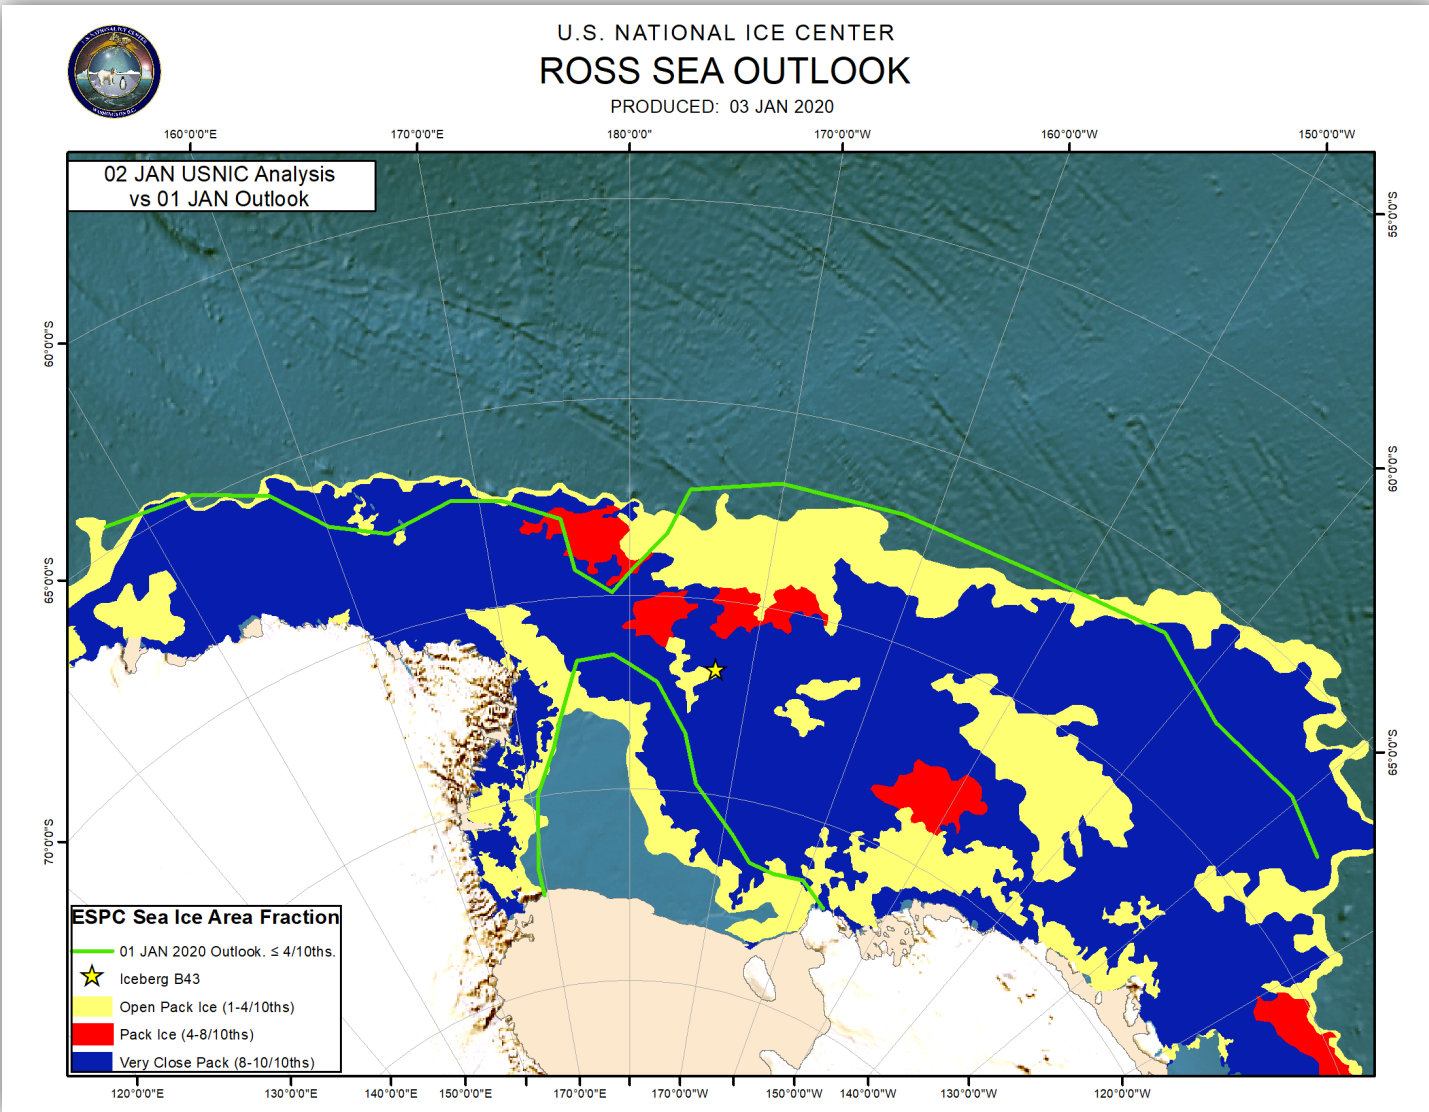 U.S. NATIONAL ICE CENTER
ROSS SEA OUTLOOK
PRODUCED: 03 JAN 2020
160°0'0"E 170°0'0"E 180°0'0" 170°0'0"W 160°0'0"W 150°0'0"W
02 JAN USNIC Analysis
vs 01 JAN Outlook
55°0'0"S
60°0'0"S
60°0'0"S
65°0'0"S
65°0'0"S
70°0'0"S
ESPC Sea Ice Area Fraction
01 JAN 2020 Outlook. ≤ 4/10ths.
Iceberg B43
Open Pack Ice (1-4/10ths)
Pack Ice (4-8/10ths)
Very Close Pack (8-10/10ths)
120°0'0"E 130°0'0"E 140°0'0"E 150°0'0"E 170°0'0"E 170°0'0"W 150°0'0"W 140°0'0"W 130°0'0"W 120°0'0"W